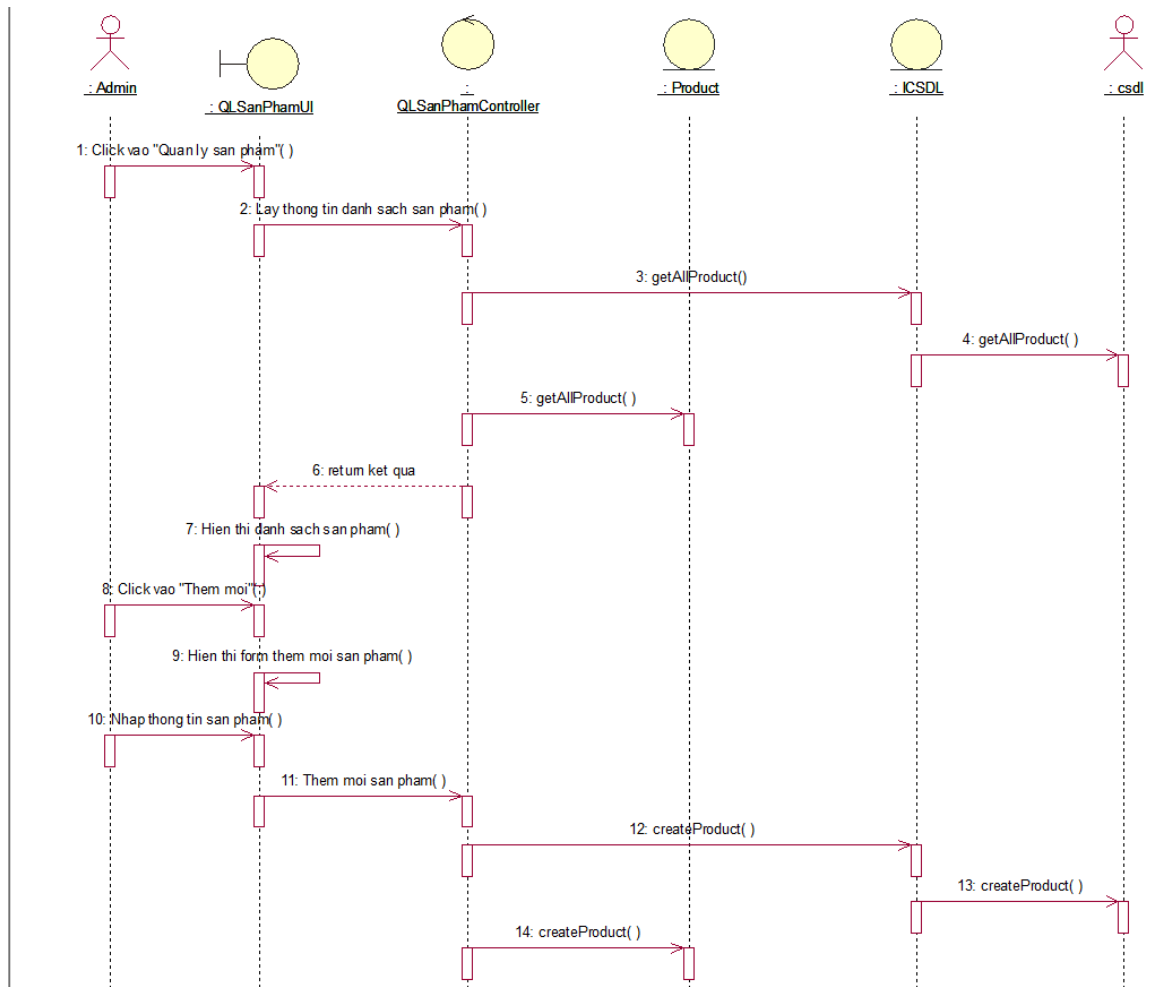 : Admin
: QLSanPhamUI
:
QLSanPhamController
: Product
: ICSDL
: csdl
1: Click vao "Quan ly san pham"( )
2: Lay thong tin danh sach san pham( )
3: getAllProduct()
4: getAllProduct( )
5: getAllProduct( )
6: return ket qua
7: Hien thi danh sach san pham( )
8: Click vao "Them moi"( )
9: Hien thi form them moi san pham( )
10: Nhap thong tin san pham( )
11: Them moi san pham( )
12: createProduct( )
13: createProduct( )
14: createProduct( )